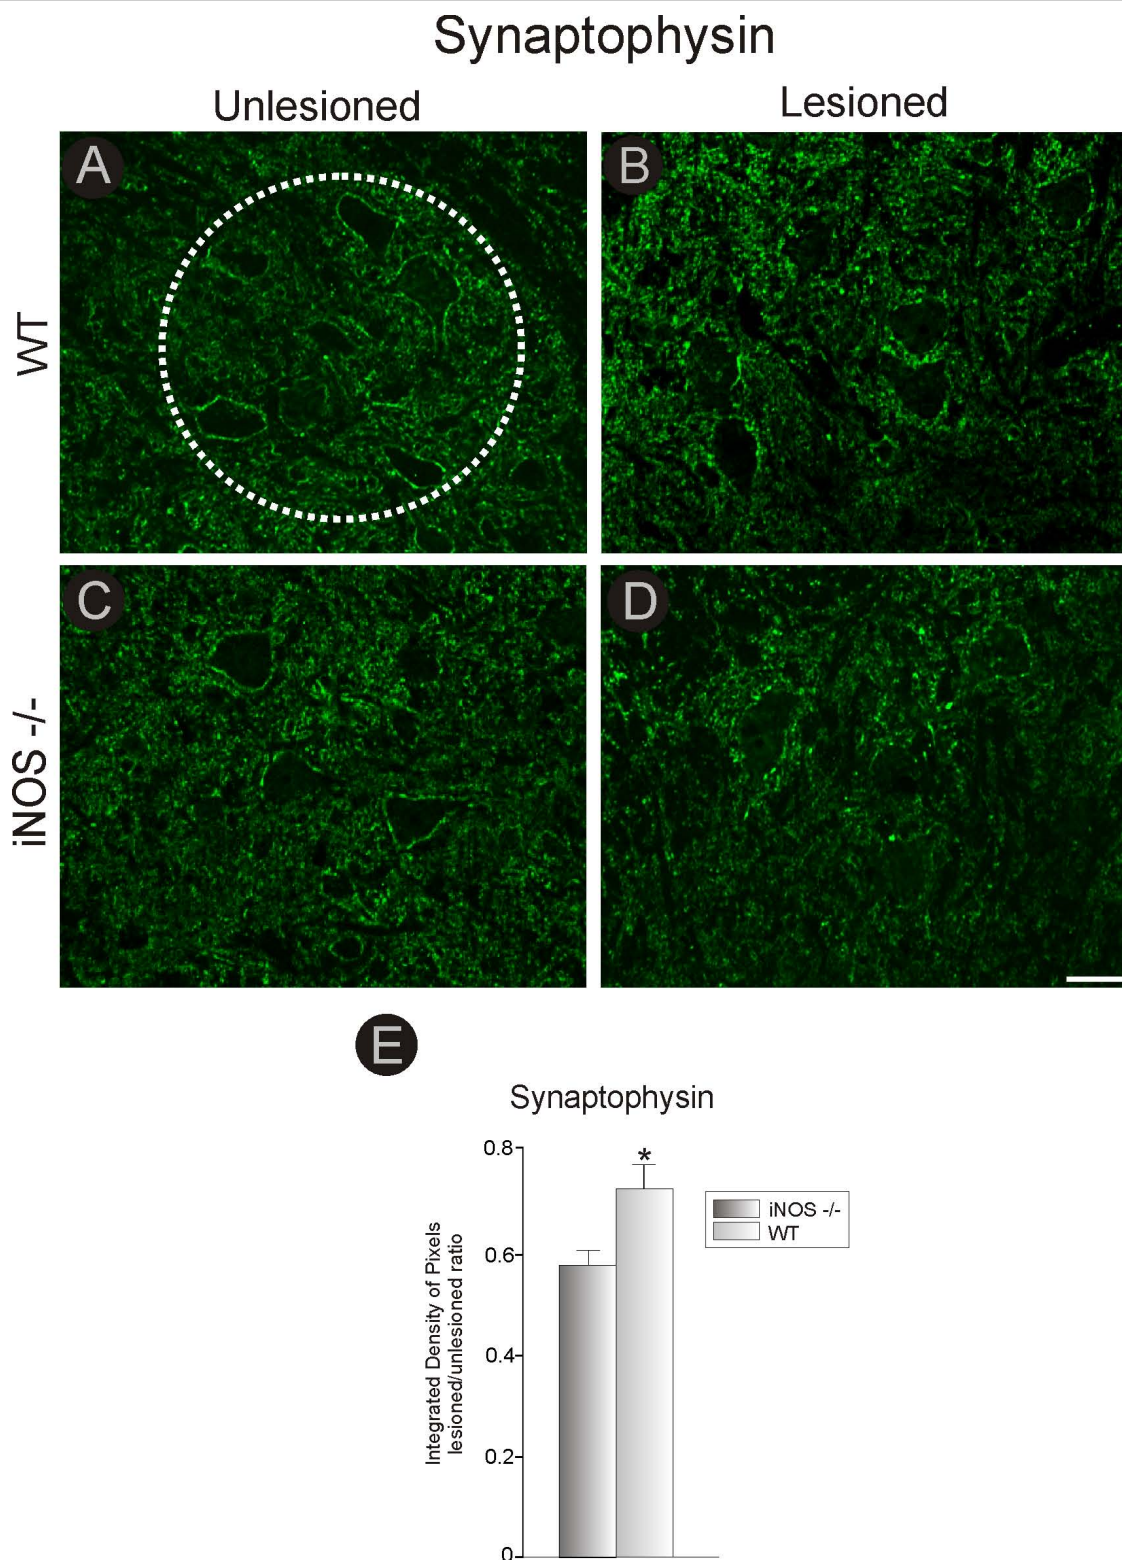 Synaptophysin
Unlesioned
Lesioned
A
B
WT
C
D
iNOS -/-
E
Synaptophysin
0.8
*
iNOS -/-
WT
0.6
0.4
0.2
0
Integrated Density of Pixels
lesioned/unlesioned ratio